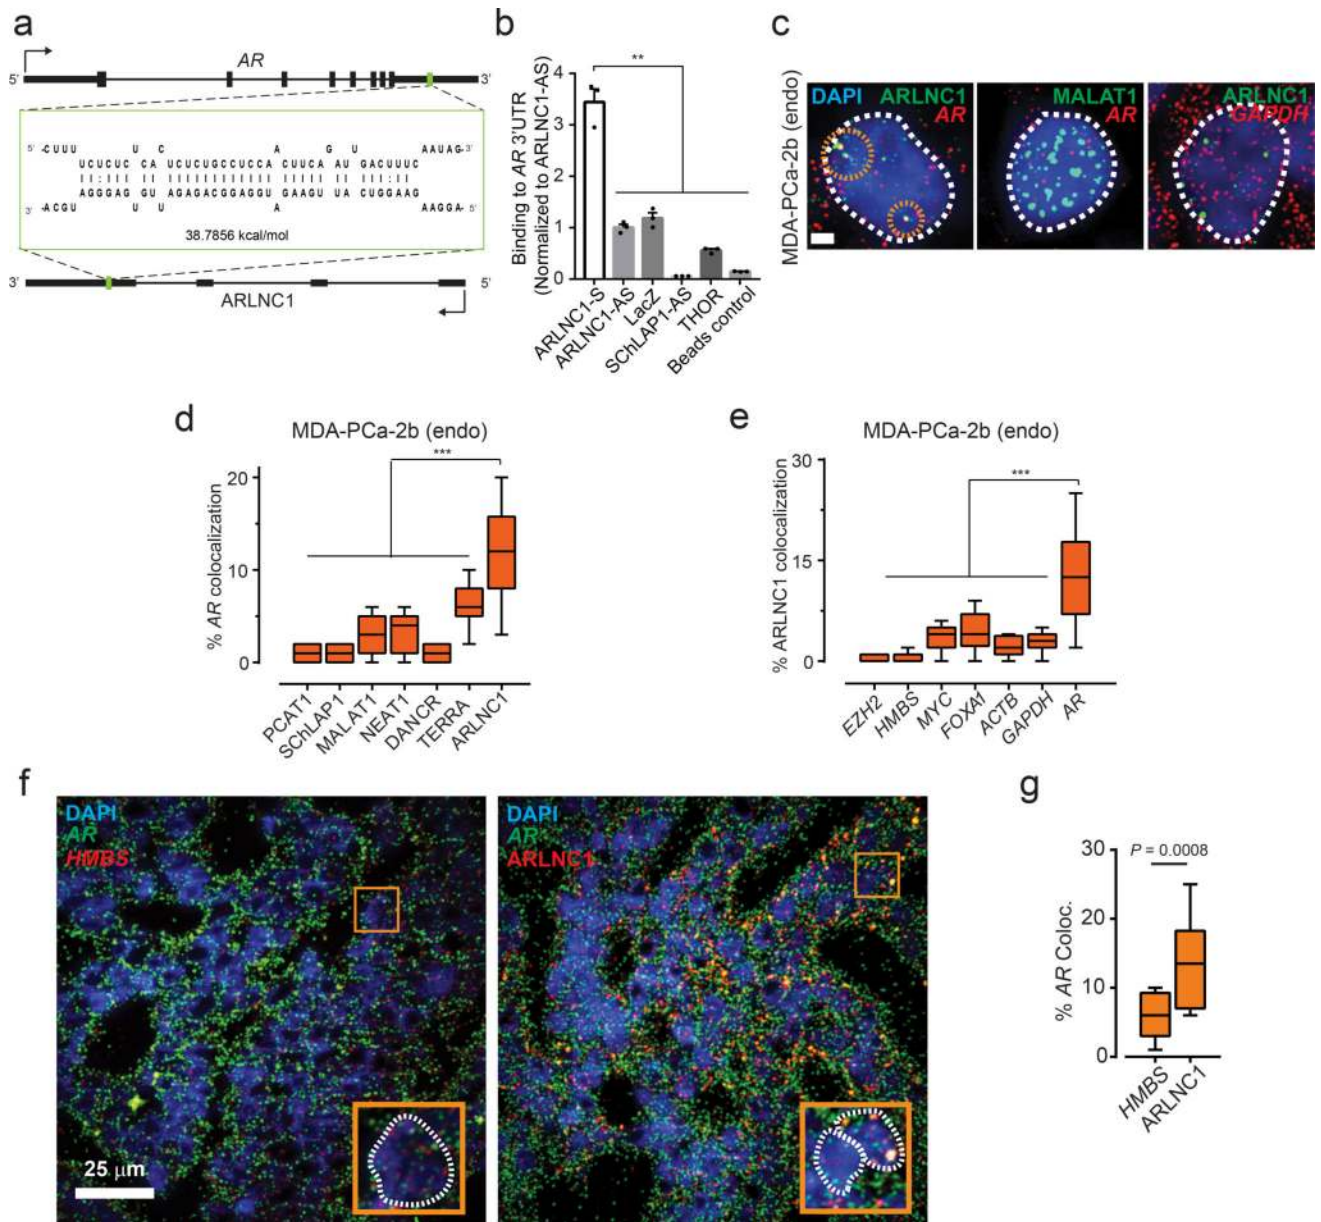 a
AR
5'
3'
5' -CUUU U C A G U AAUAG- 3'
UCUCUC CA UCUCUGCCUCCA CUUCA AU GACUUUC
AGGGAG GU AGAGACGGAGGU GAAGU UA CUGGAAG
3' ACGU U U A AAGGA- 5'
38.7856 kcal/mol
3'
5'
ARLNC1
b
Binding to AR 3'UTR
(Normalized to ARLNC1-AS)
4
3
2
1
0
**
ARLNC1-S
ARLNC1-AS
LacZ
SChLAP1-AS
THOR
Beads control
c
MDA-PCa-2b (endo)
DAPI ARLNC1
AR
MALAT1
AR
ARLNC1
GAPDH
d
MDA-PCa-2b (endo)
% AR colocalization
20
10
0
***
PCAT1
SChLAP1
MALAT1
NEAT1
DANCR
TERRA
ARLNC1
e
MDA-PCa-2b (endo)
% ARLNC1 colocalization
30
15
0
***
EZH2
HMBS
MYC
FOXA1
ACTB
GAPDH
AR
f
DAPI
AR
HMBS
25 µm
DAPI
AR
ARLNC1
g
% AR Coloc.
30
20
10
0
P = 0.0008
HMBS
ARLNC1